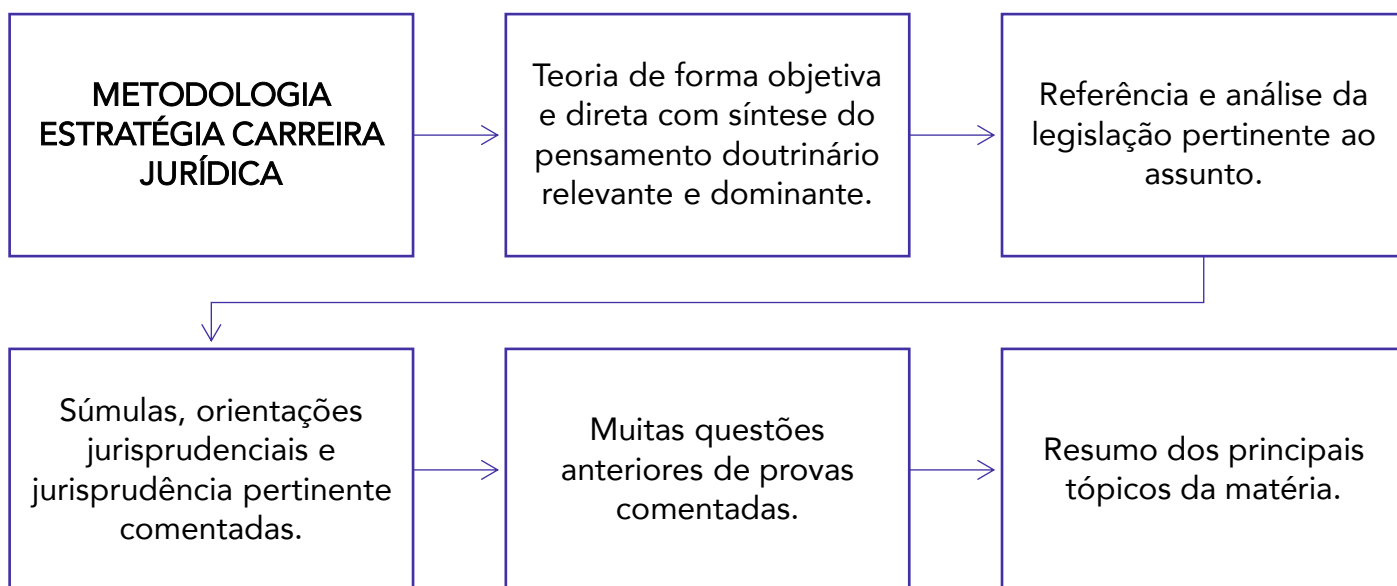 METODOLOGIA
ESTRATÉGIA CARREIRA
JURÍDICA
Teoria de forma objetiva
e direta com síntese do
pensamento doutrinário
relevante e dominante.
Referência e análise da
legislação pertinente ao
assunto.
Súmulas, orientações
jurisprudenciais e
jurisprudência pertinente
comentadas.
Muitas questões
anteriores de provas
comentadas.
Resumo dos principais
tópicos da matéria.